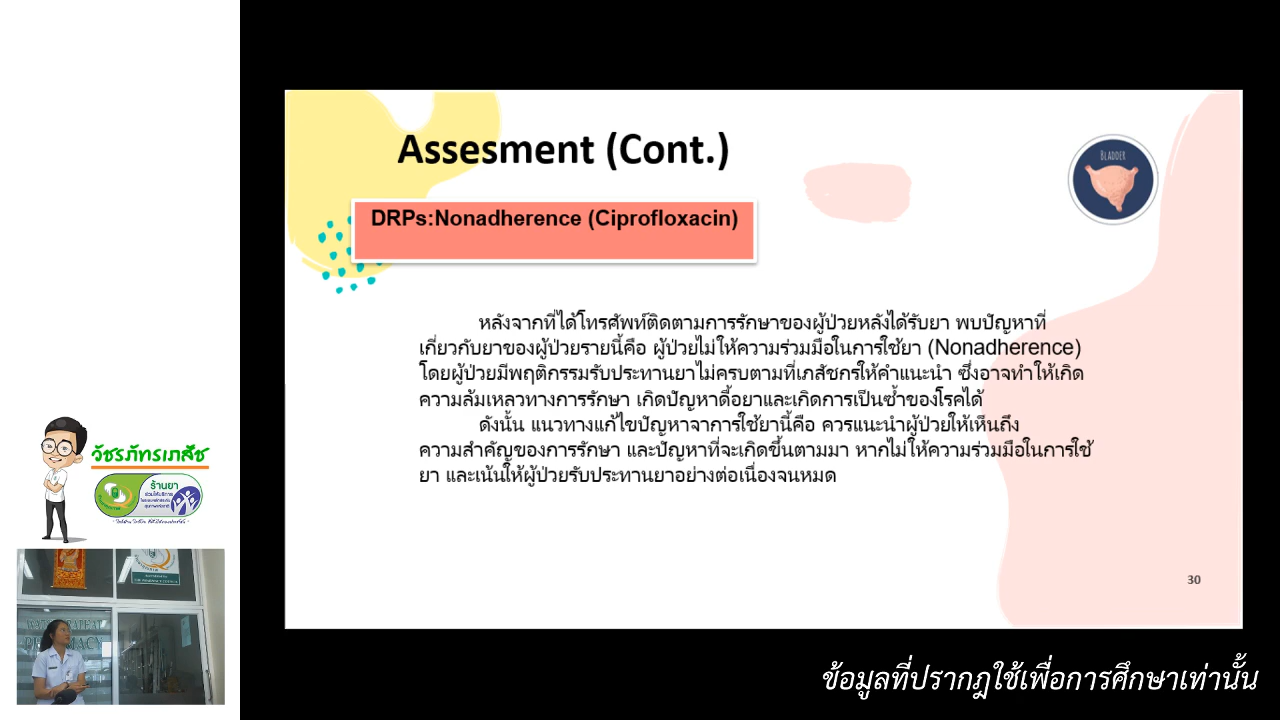 Assesment (Cont.)
BLADDER
DRPs:Nonadherence (Ciprofloxacin)
หลังจากที่ได้โทรศัพท์ติดตามการรักษาของผู้ป่วยหลังได้รับยา พบปัญหาที่
เกี่ยวกับยาของผู้ป่วยรายนี้คือ ผู้ป่วยไม่ให้ความร่วมมือในการใช้ยา (Nonadherence)
โดยผู้ป่วยมีพฤติกรรมรับประทานยาไม่ครบตามที่เภสัชกรให้คำแนะนำ ซึ่งอาจทำให้เกิด
ความล้มเหลวทางการรักษา เกิดปัญหาดื้อยาและเกิดการเป็นซ้ำของโรคได้
ดังนั้น แนวทางแก้ไขปัญหาจาการใช้ยานี้คือ ควรแนะนำผู้ป่วยให้เห็นถึง
ความสำคัญของการรักษา และปัญหาที่จะเกิดขึ้นตามมา หากไม่ให้ความร่วมมือในการใช้
ยา และเน้นให้ผู้ป่วยรับประทานยาอย่างต่อเนื่องจนหมด
30
วัชรภัทรเภสัช
ร้านยา
PHARMACY
ข้อมูลที่ปรากฏใช้เพื่อการศึกษาเท่านั้น